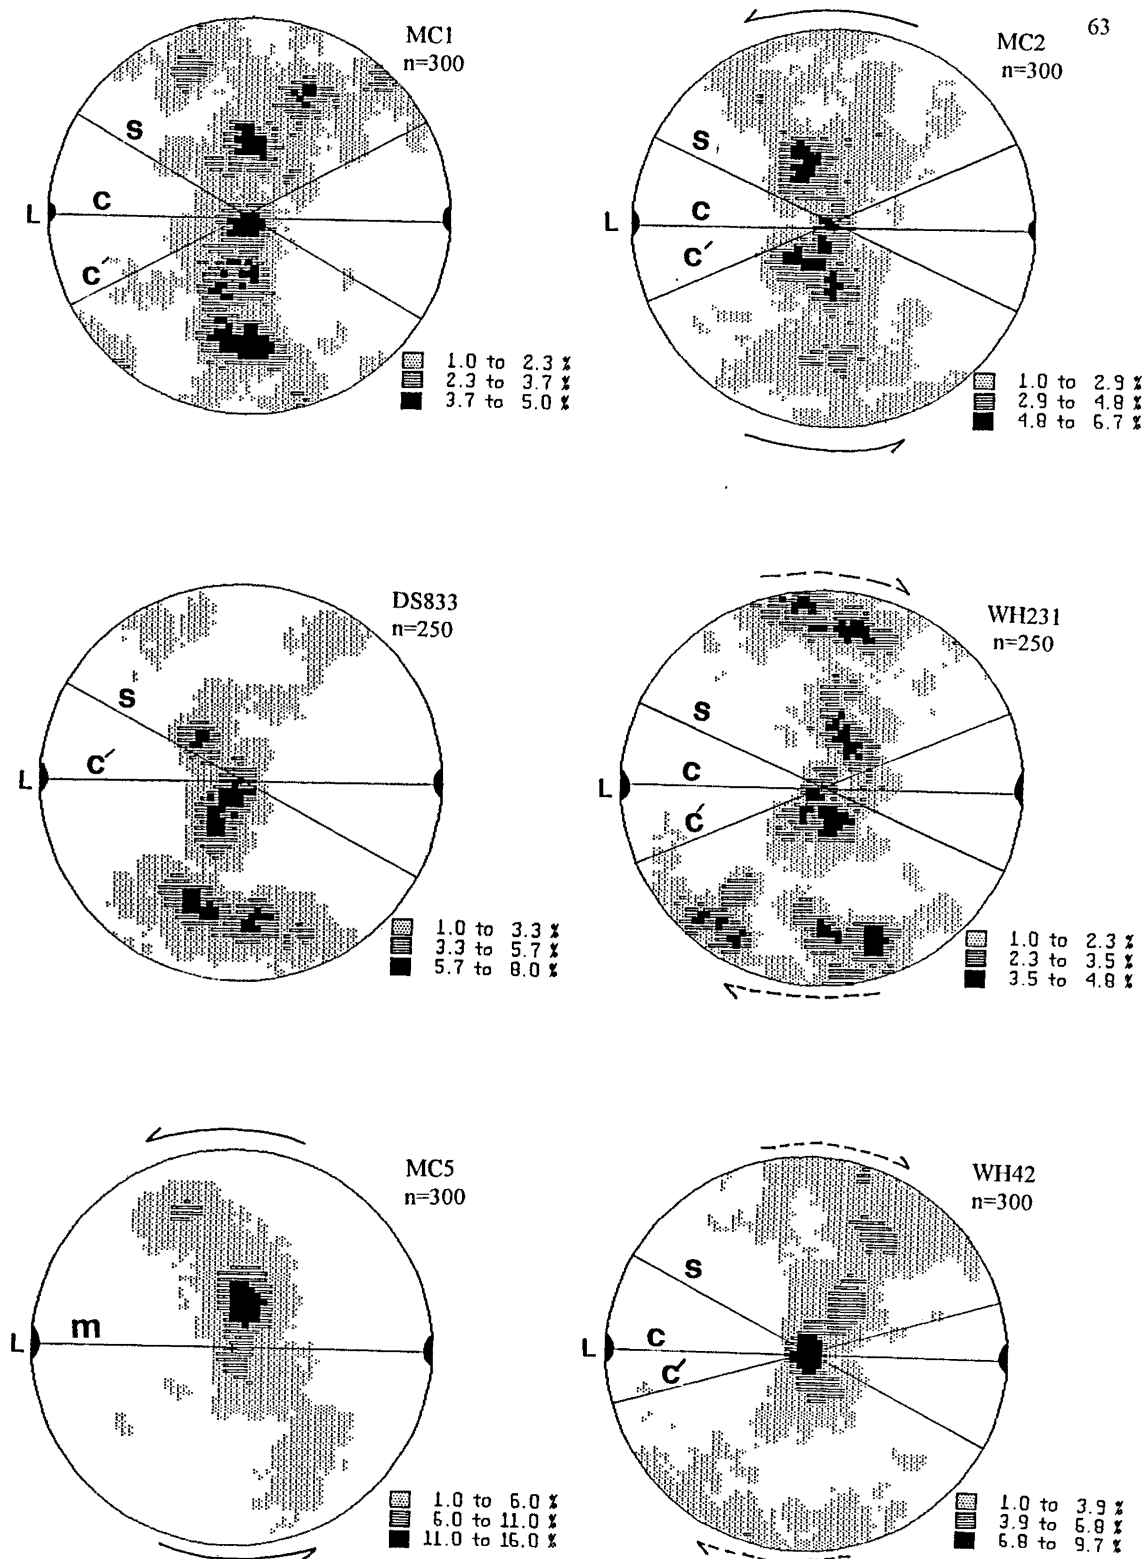 63
MC1
n=300
S
L
C
C′
1.0 to 2.3 %
2.3 to 3.7 %
3.7 to 5.0 %
MC2
n=300
S
L
C
C′
1.0 to 2.9 %
2.9 to 4.8 %
4.8 to 6.7 %
DS833
n=250
S
L
C′
1.0 to 3.3 %
3.3 to 5.7 %
5.7 to 8.0 %
WH231
n=250
S
L
C
C′
1.0 to 2.3 %
2.3 to 3.5 %
3.5 to 4.8 %
MC5
n=300
L
m
1.0 to 6.0 %
6.0 to 11.0 %
11.0 to 16.0 %
WH42
n=300
S
L
C
C′
1.0 to 3.9 %
3.9 to 6.8 %
6.8 to 9.7 %